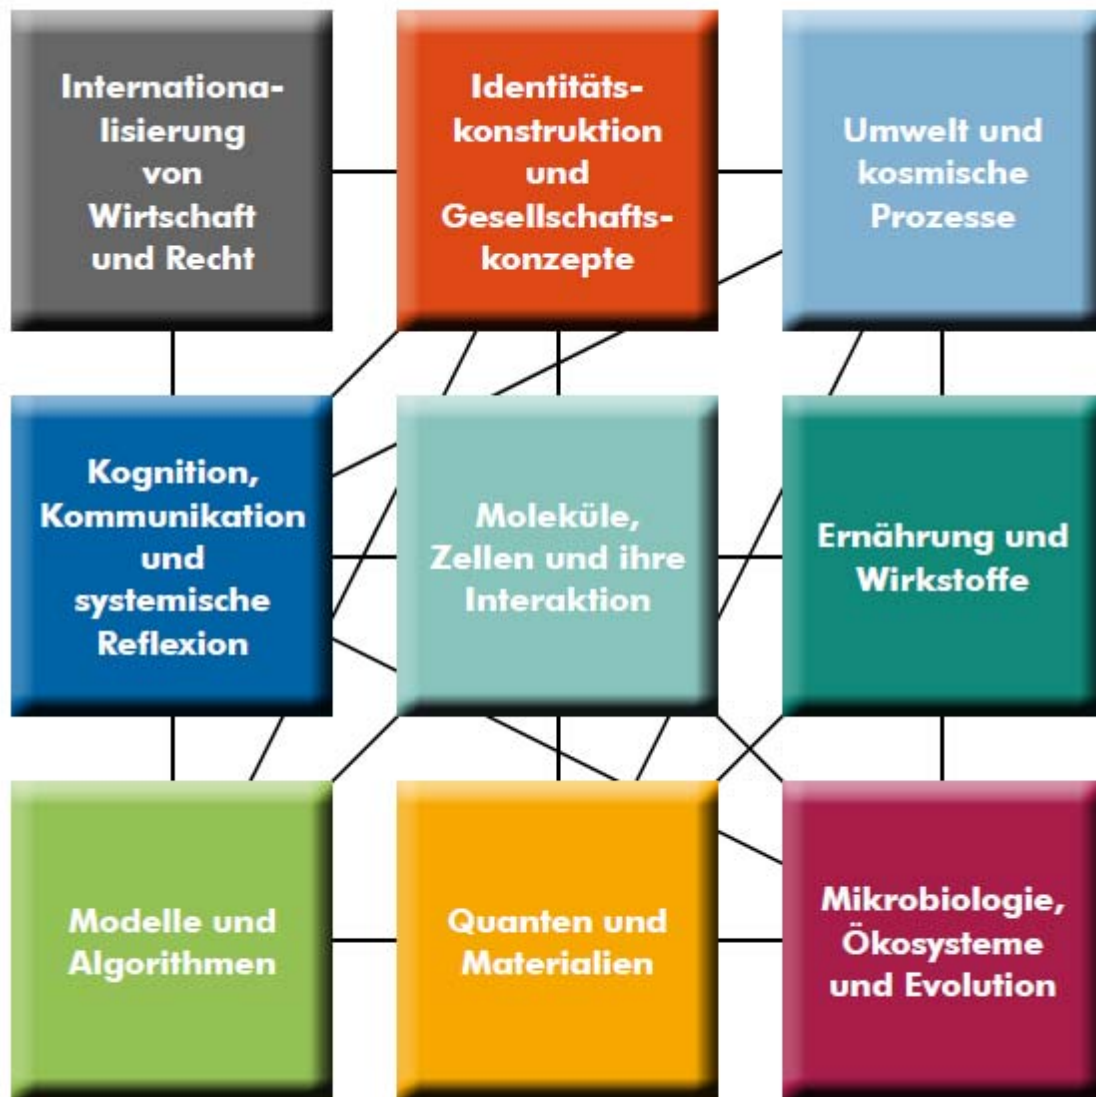 Internationa-
lisierung
von
Wirtschaft
und Recht
Identitäts-
konstruktion
und
Gesellschafts-
konzepte
Umwelt und
kosmische
Prozesse
Kognition,
Kommunikation
und
systemische
Reflexion
Moleküle,
Zellen und ihre
Interaktion
Ernährung und
Wirkstoffe
Modelle und
Algorithmen
Quanten und
Materialien
Mikrobiologie,
Ökosysteme
und Evolution